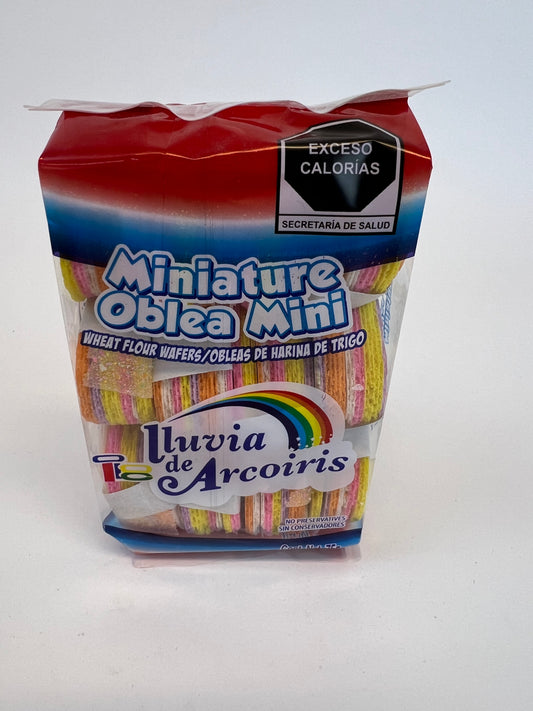 EXCESO
CALORÍAS
SECRETARÍA DE SALUD
Miniature
Oblea Mini
WHEAT FLOUR WAFERS/OBLEAS DE HARINA DE TRIGO
lluvia
de Arcoiris
NO PRESERVATIVES
SIN CONSERVADORES